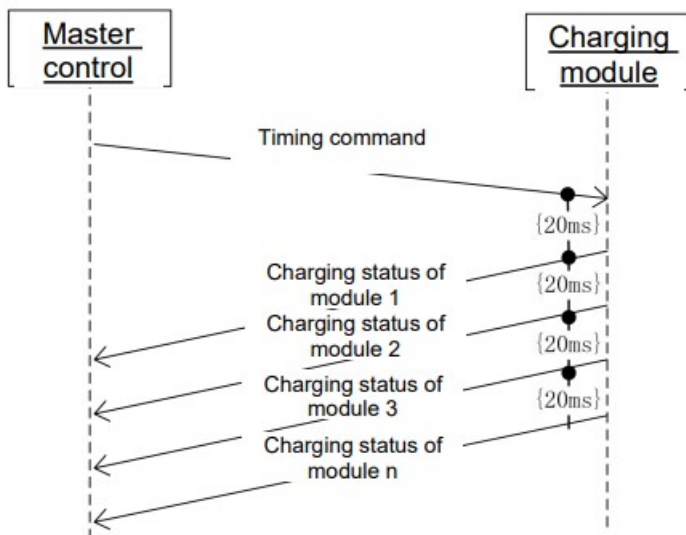 Master
control
Charging
module
Timing command
{20ms}
Charging status of
module 1
{20ms}
Charging status of
module 2
{20ms}
Charging status of
module 3
{20ms}
Charging status of
module n